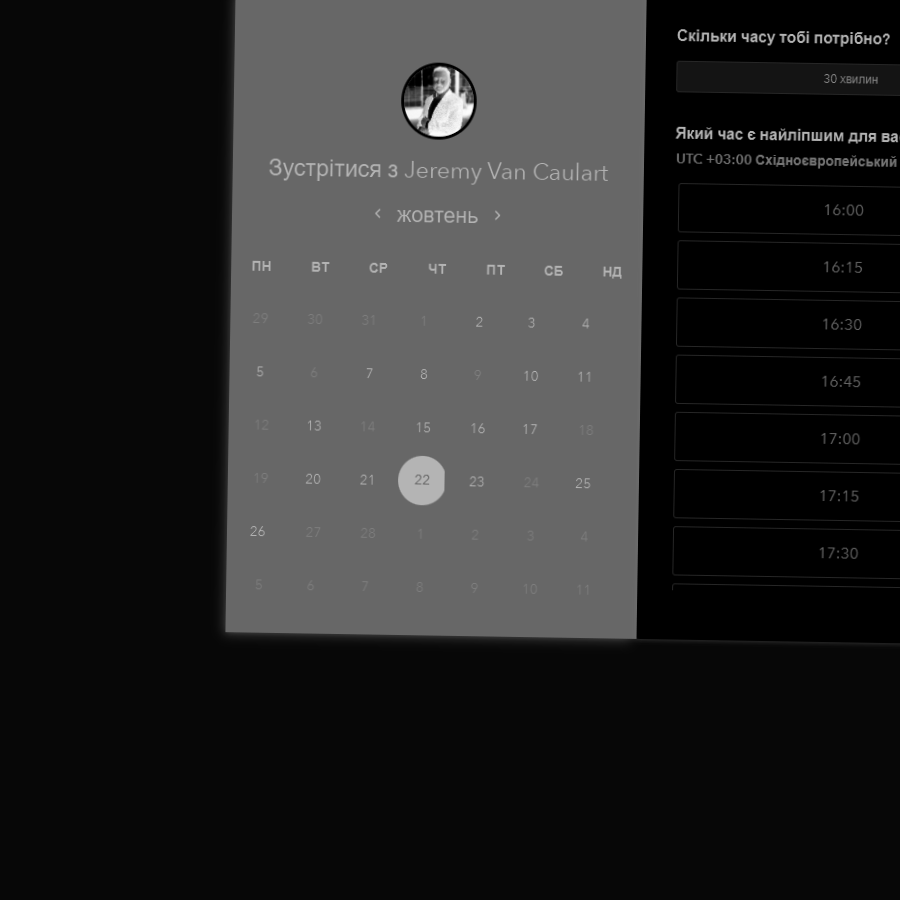 Зустрітися з Jeremy Van Caulart
‹ жовтень ›
ПН ВТ СР ЧТ ПТ СБ НД
29 30 31 1 2 3 4
5 6 7 8 9 10 11
12 13 14 15 16 17 18
19 20 21 22 23 24 25
26 27 28 1 2 3 4
5 6 7 8 9 10 11
Скільки часу тобі потрібно?
30 хвилин
Який час є найліпшим для
UTC +03:00 Східноєвропейський
16:00
16:15
16:30
16:45
17:00
17:15
17:30